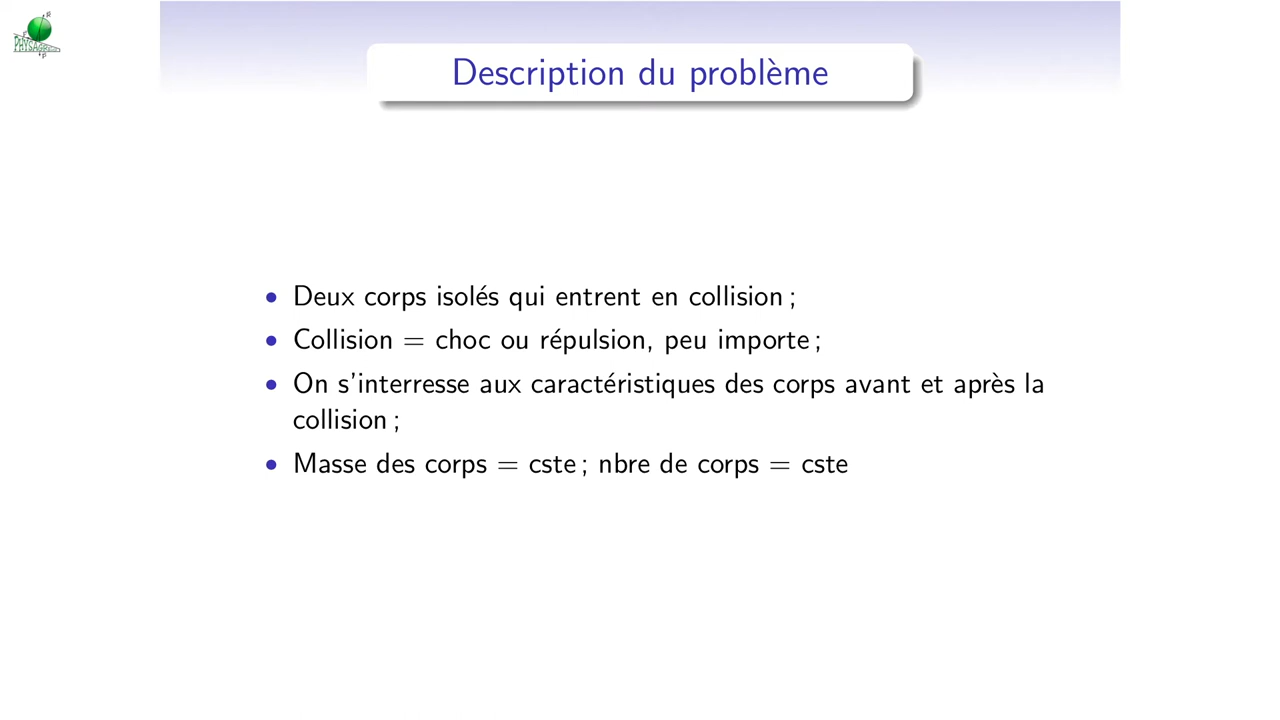 Description du problème
• Deux corps isolés qui entrent en collision ;
• Collision = choc ou répulsion, peu importe ;
• On s'interresse aux caractéristiques des corps avant et après la
collision ;
• Masse des corps = cste ; nbre de corps = cste